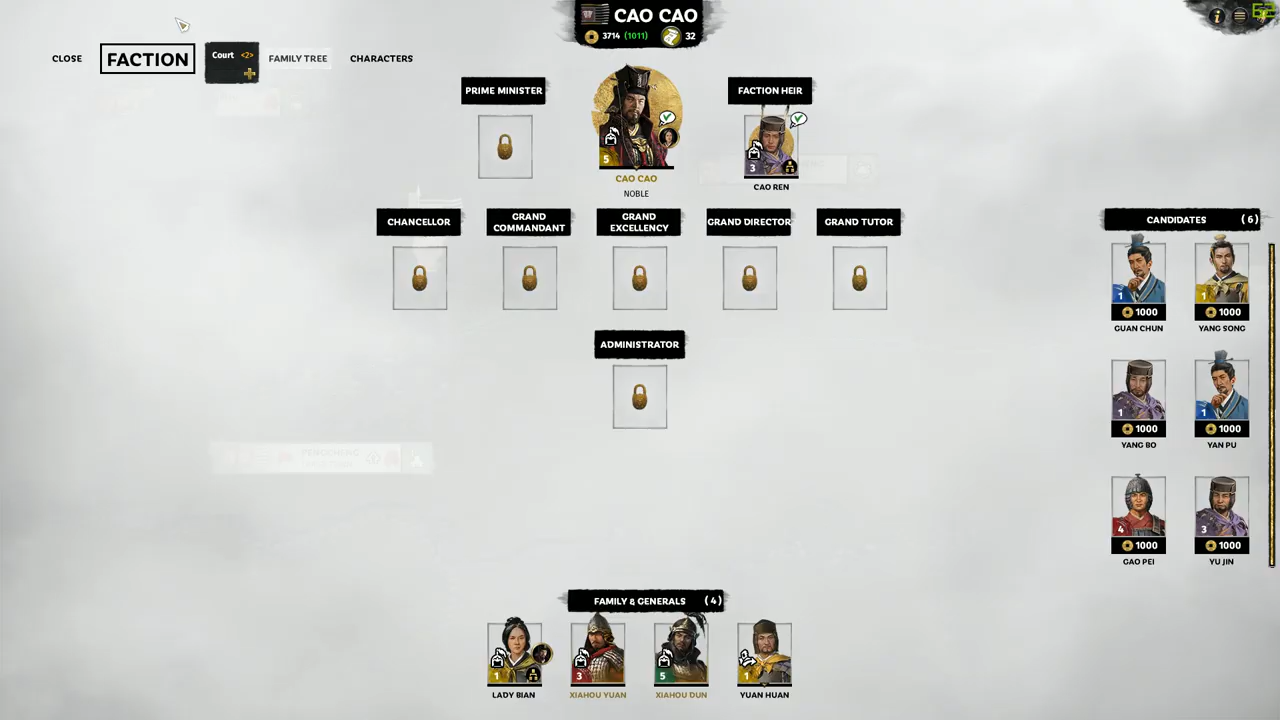 CAO CAO
3714 (1011) 32
CLOSE FACTION Court <2> FAMILY TREE CHARACTERS
PRIME MINISTER
FACTION HEIR
5
CAO CAO
NOBLE
3
CAO REN
CHANCELLOR
GRAND
COMMANDANT
GRAND
EXCELLENCY
GRAND DIRECTOR
GRAND TUTOR
ADMINISTRATOR
CANDIDATES (6)
1
1000
GUAN CHUN
1
1000
YANG SONG
1
1000
YANG BO
1
1000
YAN PU
4
1000
GAO PEI
3
1000
YU JIN
FAMILY & GENERALS (4)
1
LADY BIAN
3
XIAHOU YUAN
5
XIAHOU DUN
1
YUAN HUAN